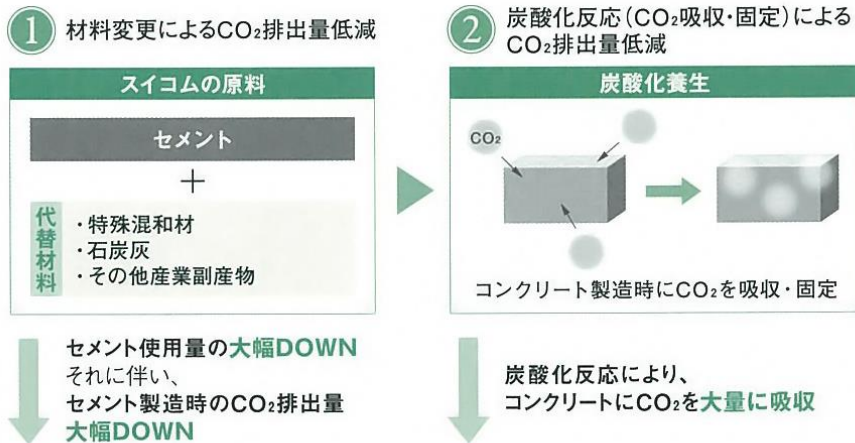 ① 材料変更によるCO₂排出量低減
スイコムの原料
セメント
+
代替材料
・特殊混和材
・石炭灰
・その他産業副産物
セメント使用量の大幅DOWN
それに伴い、
セメント製造時のCO₂排出量
大幅DOWN
② 炭酸化反応(CO₂吸収・固定)による
CO₂排出量低減
炭酸化養生
CO₂
コンクリート製造時にCO₂を吸収・固定
炭酸化反応により、
コンクリートにCO₂を大量に吸収